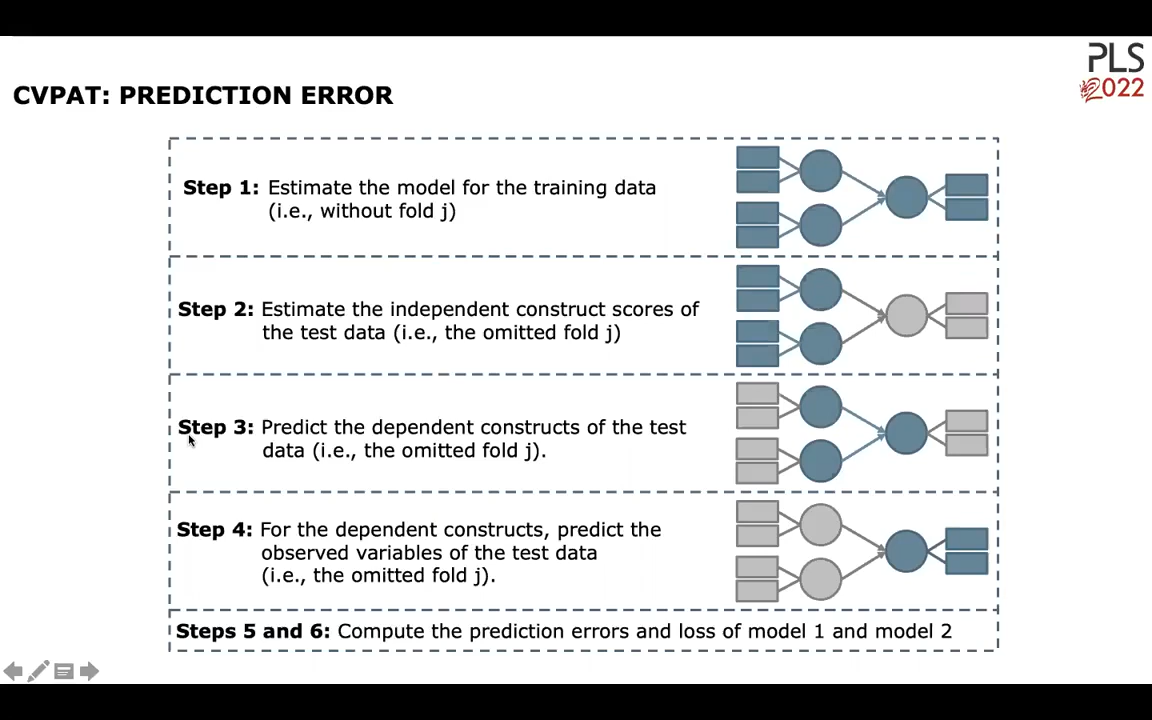 PLS
2022
CVPAT: PREDICTION ERROR
Step 1: Estimate the model for the training data
(i.e., without fold j)
Step 2: Estimate the independent construct scores of
the test data (i.e., the omitted fold j)
Step 3: Predict the dependent constructs of the test
data (i.e., the omitted fold j).
Step 4: For the dependent constructs, predict the
observed variables of the test data
(i.e., the omitted fold j).
Steps 5 and 6: Compute the prediction errors and loss of model 1 and model 2